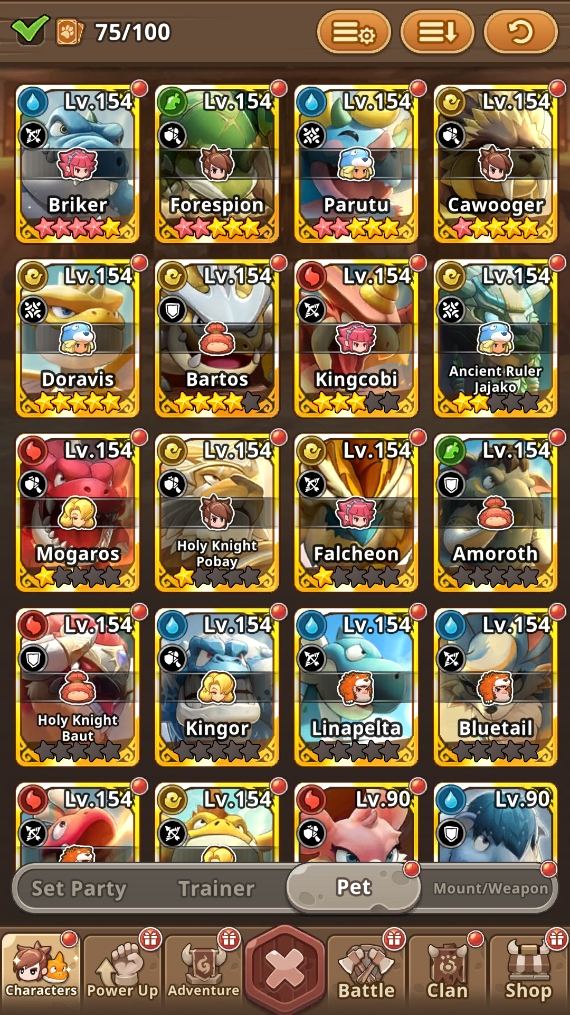 75/100
Lv.154 Lv.154 Lv.154 Lv.154
Briker Forespion Parutu Cawooger
Lv.154 Lv.154 Lv.154 Lv.154
Doravis Bartos Kingcobi Ancient Ruler
Jajako
Lv.154 Lv.154 Lv.154 Lv.154
Mogaros Holy Knight
Pobay Falcheon Amoroth
Lv.154 Lv.154 Lv.154 Lv.154
Holy Knight
Baut Kingor Linapelta Bluetail
Lv.154 Lv.154 Lv.90 Lv.90
Set Party Trainer Pet Mount/Weapon
Characters Power Up Adventure Battle Clan Shop